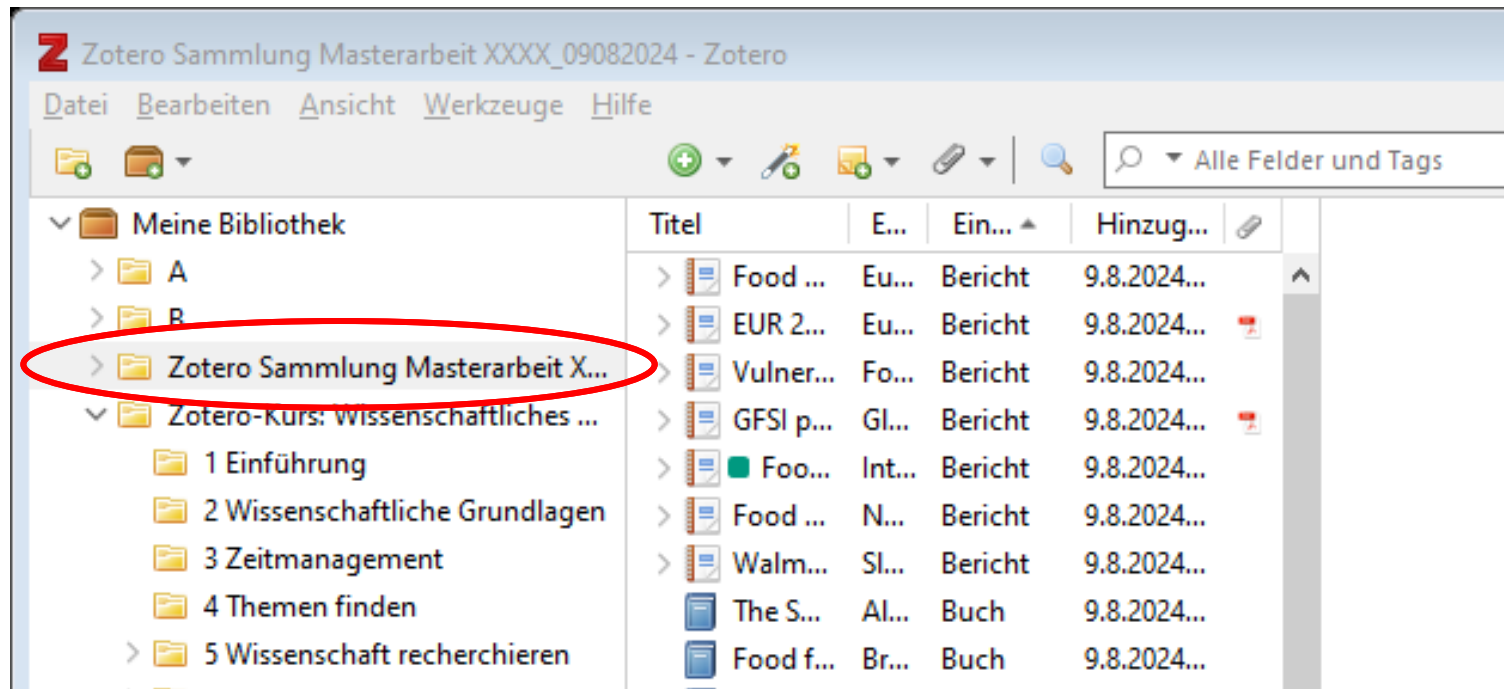 Zotero Sammlung Masterarbeit XXXX_09082024 - Zotero
Datei Bearbeiten Ansicht Werkzeuge Hilfe
Alle Felder und Tags
Meine Bibliothek
A
B
Zotero Sammlung Masterarbeit X...
Zotero-Kurs: Wissenschaftliches ...
1 Einführung
2 Wissenschaftliche Grundlagen
3 Zeitmanagement
4 Themen finden
5 Wissenschaft recherchieren
Titel E... Ein... Hinzug...
Food ... Eu... Bericht 9.8.2024...
EUR 2... Eu... Bericht 9.8.2024...
Vulner... Fo... Bericht 9.8.2024...
GFSI p... Gl... Bericht 9.8.2024...
Foo... Int... Bericht 9.8.2024...
Food ... N... Bericht 9.8.2024...
Walm... Sl... Bericht 9.8.2024...
The S... Al... Buch 9.8.2024...
Food f... Br... Buch 9.8.2024...